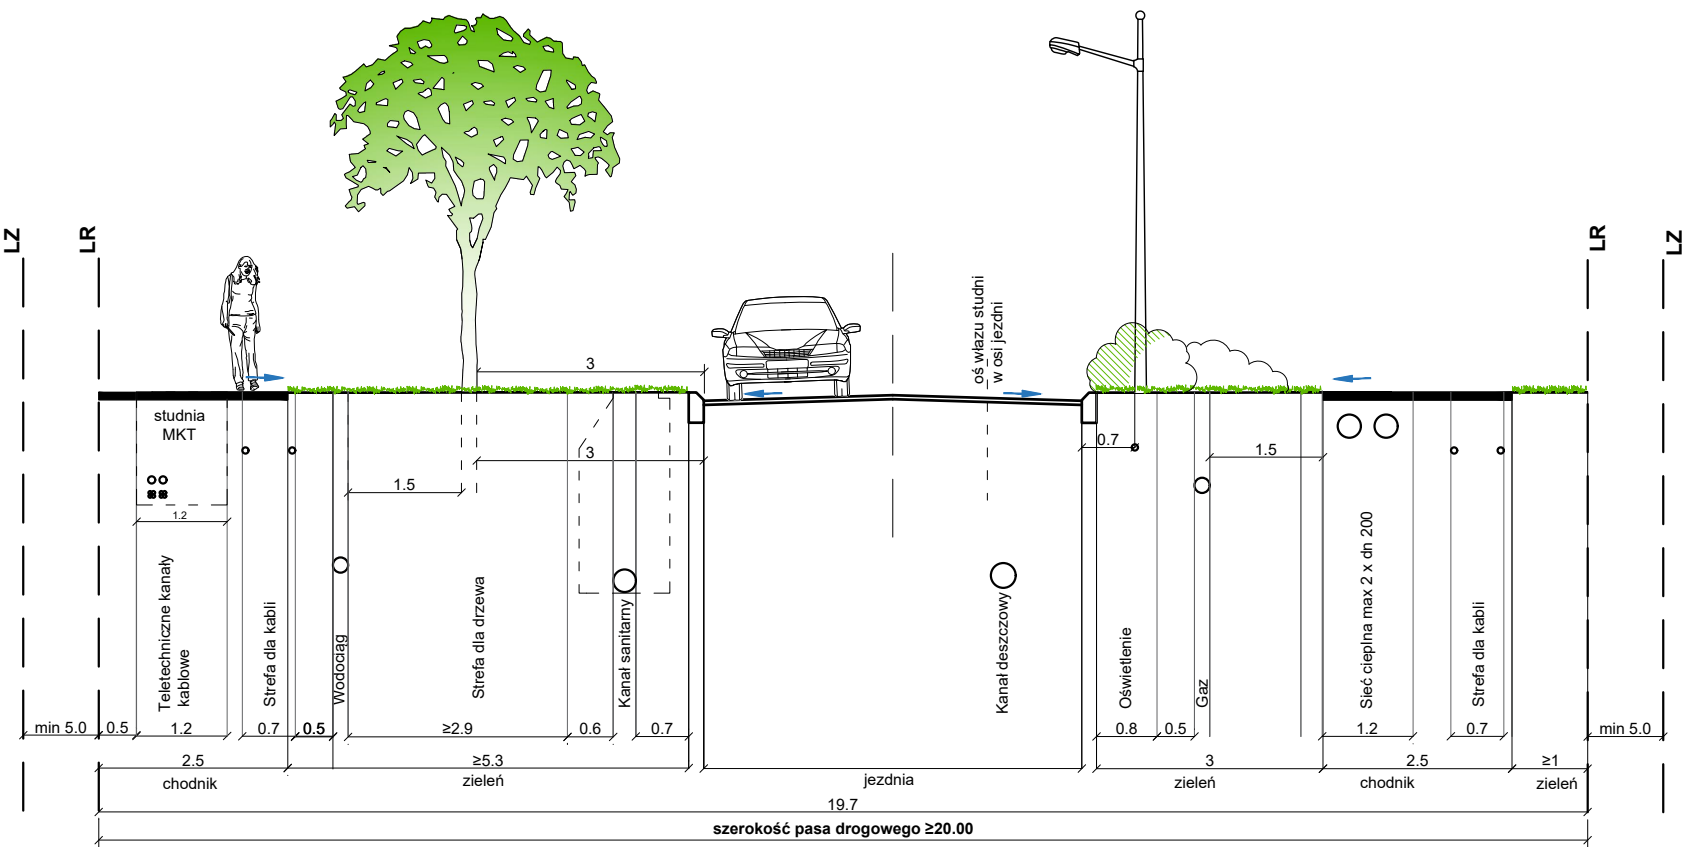 LZ
LR
LR
LZ
oś włazu studni
w osi jezdni
3
studnia
MKT
0.7
3
1.5
1.5
1.2
Teletechniczne kanały
kablowe
Strefa dla kabli
Wodociąg
Strefa dla drzewa
Kanał sanitarny
Kanał deszczowy
Oświetlenie
Gaz
Sieć cieplna max 2 x dn 200
Strefa dla kabli
min 5.0
0.5
1.2
0.7
0.5
≥2.9
0.6
0.7
0.8
0.5
1.2
0.7
min 5.0
2.5
≥5.3
3
2.5
≥1
chodnik
zieleń
jezdnia
zieleń
chodnik
zieleń
19.7
szerokość pasa drogowego ≥20.00